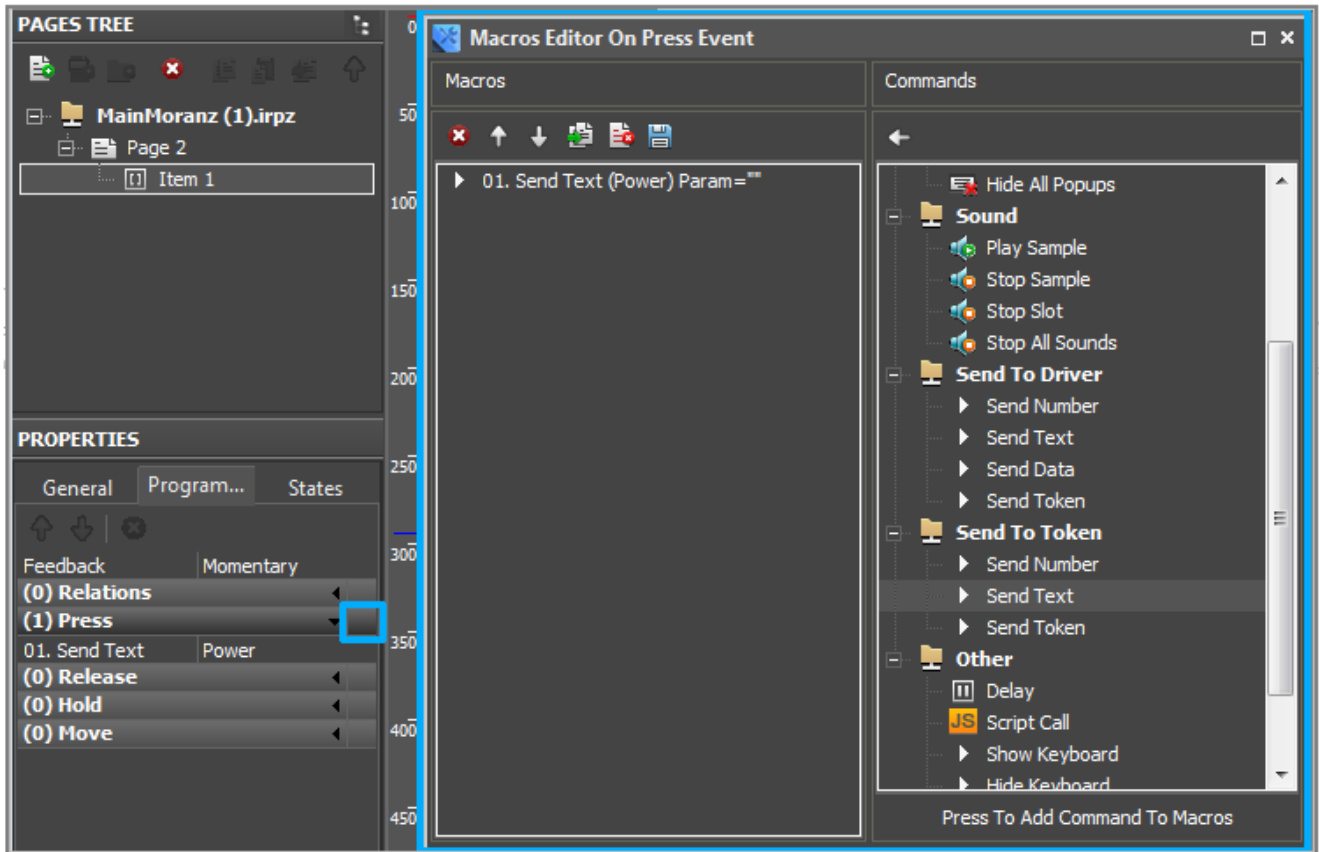 PAGES TREE
MainMoranz (1).irpz
Page 2
Item 1
PROPERTIES
General Program... States
Feedback Momentary
(0) Relations
(1) Press
01. Send Text Power
(0) Release
(0) Hold
(0) Move
0
50
100
150
200
250
300
350
400
450
Macros Editor On Press Event
Macros
01. Send Text (Power) Param=""
Commands
Hide All Popups
Sound
Play Sample
Stop Sample
Stop Slot
Stop All Sounds
Send To Driver
Send Number
Send Text
Send Data
Send Token
Send To Token
Send Number
Send Text
Send Token
Other
Delay
JS Script Call
Show Keyboard
Hide Keyboard
Press To Add Command To Macros